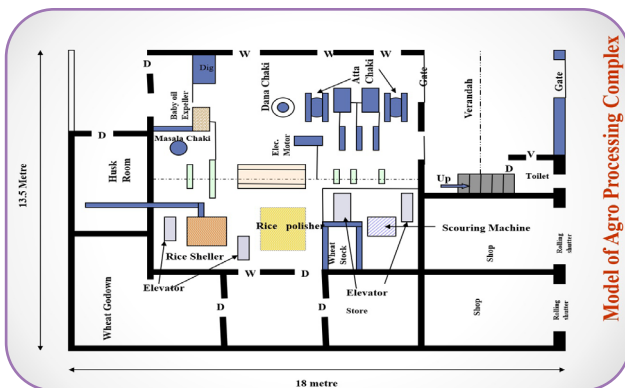 W
W
W
D
Dig
Baby oil
Expeller
Dana Chaki
Atta
Chaki
Gate
Verandah
Gate
Masala Chaki
D
Husk
Room
Elec.
Motor
V
D
Up
Toilet
13.5 Metre
Rice polisher
Scouring Machine
Rice Sheller
Wheat
Stock
Shop
Rolling
shutter
Elevator
W
D
Elevator
Wheat Godown
D
D
Store
Shop
Rolling
shutter
18 metre
Model of Agro Processing Complex